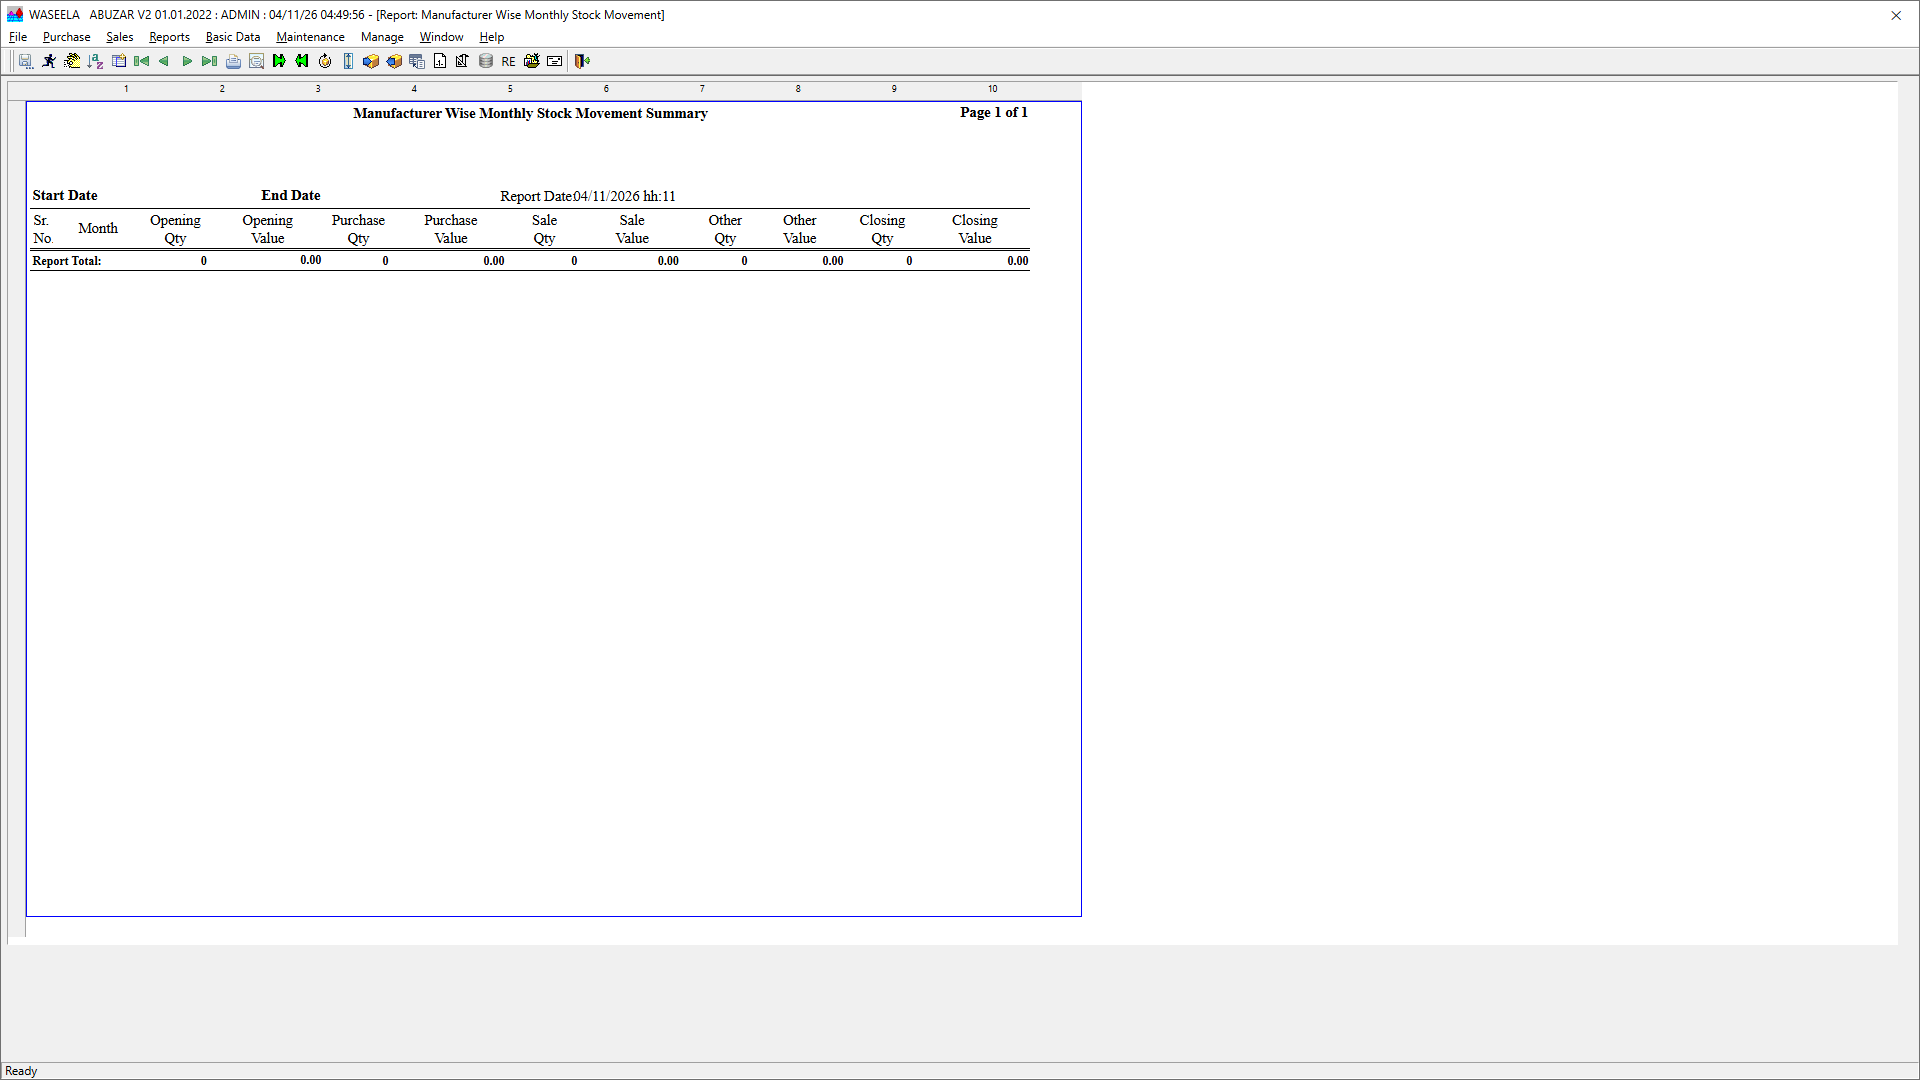 WASEELA   ABUZAR V2 01.01.2022 : ADMIN : 04/11/26 04:49:56 - [Report: Manufacturer Wise Monthly Stock Movement]
File Purchase Sales Reports Basic Data Maintenance Manage Window Help
RE
1 2 3 4 5 6 7 8 9 10
Manufacturer Wise Monthly Stock Movement Summary Page 1 of 1
Start Date End Date Report Date:04/11/2026 hh:11
Sr. No. Month Opening Qty Opening Value Purchase Qty Purchase Value Sale Qty Sale Value Other Qty Other Value Closing Qty Closing Value
Report Total: 0 0.00 0 0.00 0 0.00 0 0.00 0 0.00
Ready